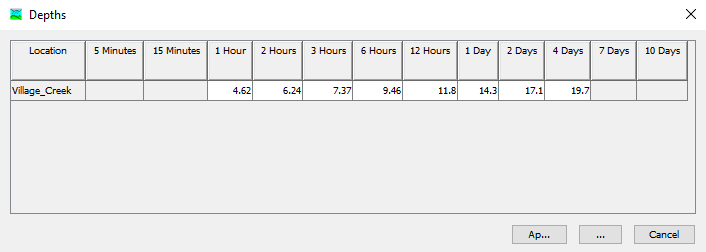 Depths
Location 5 Minutes 15 Minutes 1 Hour 2 Hours 3 Hours 6 Hours 12 Hours 1 Day 2 Days 4 Days 7 Days 10 Days
Village_Creek 4.62 6.24 7.37 9.46 11.8 14.3 17.1 19.7
Ap... ... Cancel